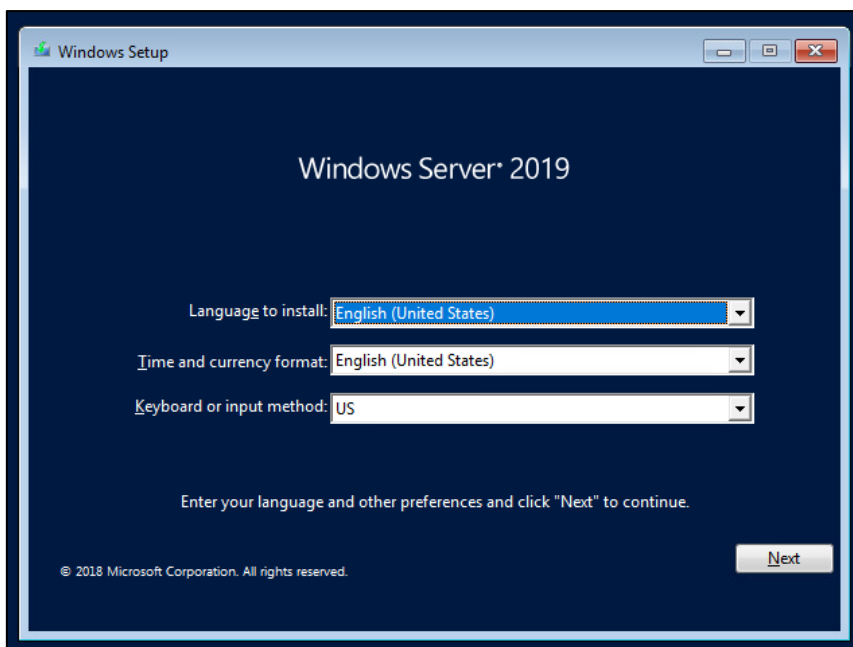 Windows Setup
Windows Server® 2019
Language to install: English (United States)
Time and currency format: English (United States)
Keyboard or input method: US
Enter your language and other preferences and click "Next" to continue.
Next
© 2018 Microsoft Corporation. All rights reserved.